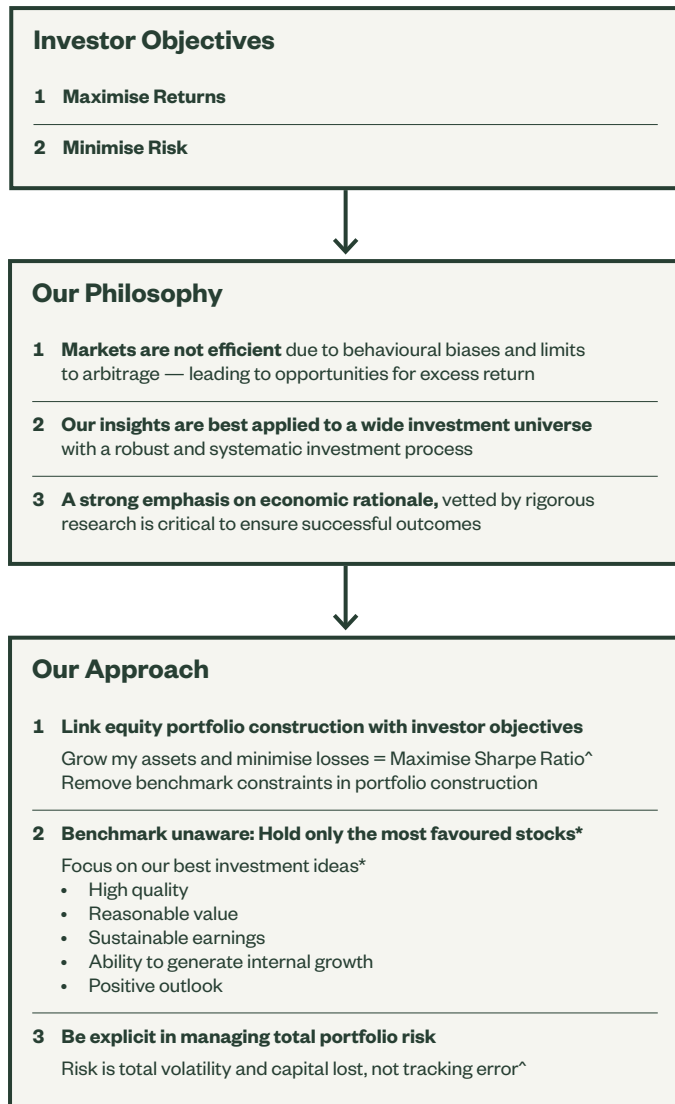 Investor Objectives
1 Maximise Returns
2 Minimise Risk
Our Philosophy
1 Markets are not efficient due to behavioural biases and limits
to arbitrage — leading to opportunities for excess return
2 Our insights are best applied to a wide investment universe
with a robust and systematic investment process
3 A strong emphasis on economic rationale, vetted by rigorous
research is critical to ensure successful outcomes
Our Approach
1 Link equity portfolio construction with investor objectives
Grow my assets and minimise losses = Maximise Sharpe Ratio^
Remove benchmark constraints in portfolio construction
2 Benchmark unaware: Hold only the most favoured stocks*
Focus on our best investment ideas*
• High quality
• Reasonable value
• Sustainable earnings
• Ability to generate internal growth
• Positive outlook
3 Be explicit in managing total portfolio risk
Risk is total volatility and capital lost, not tracking error^